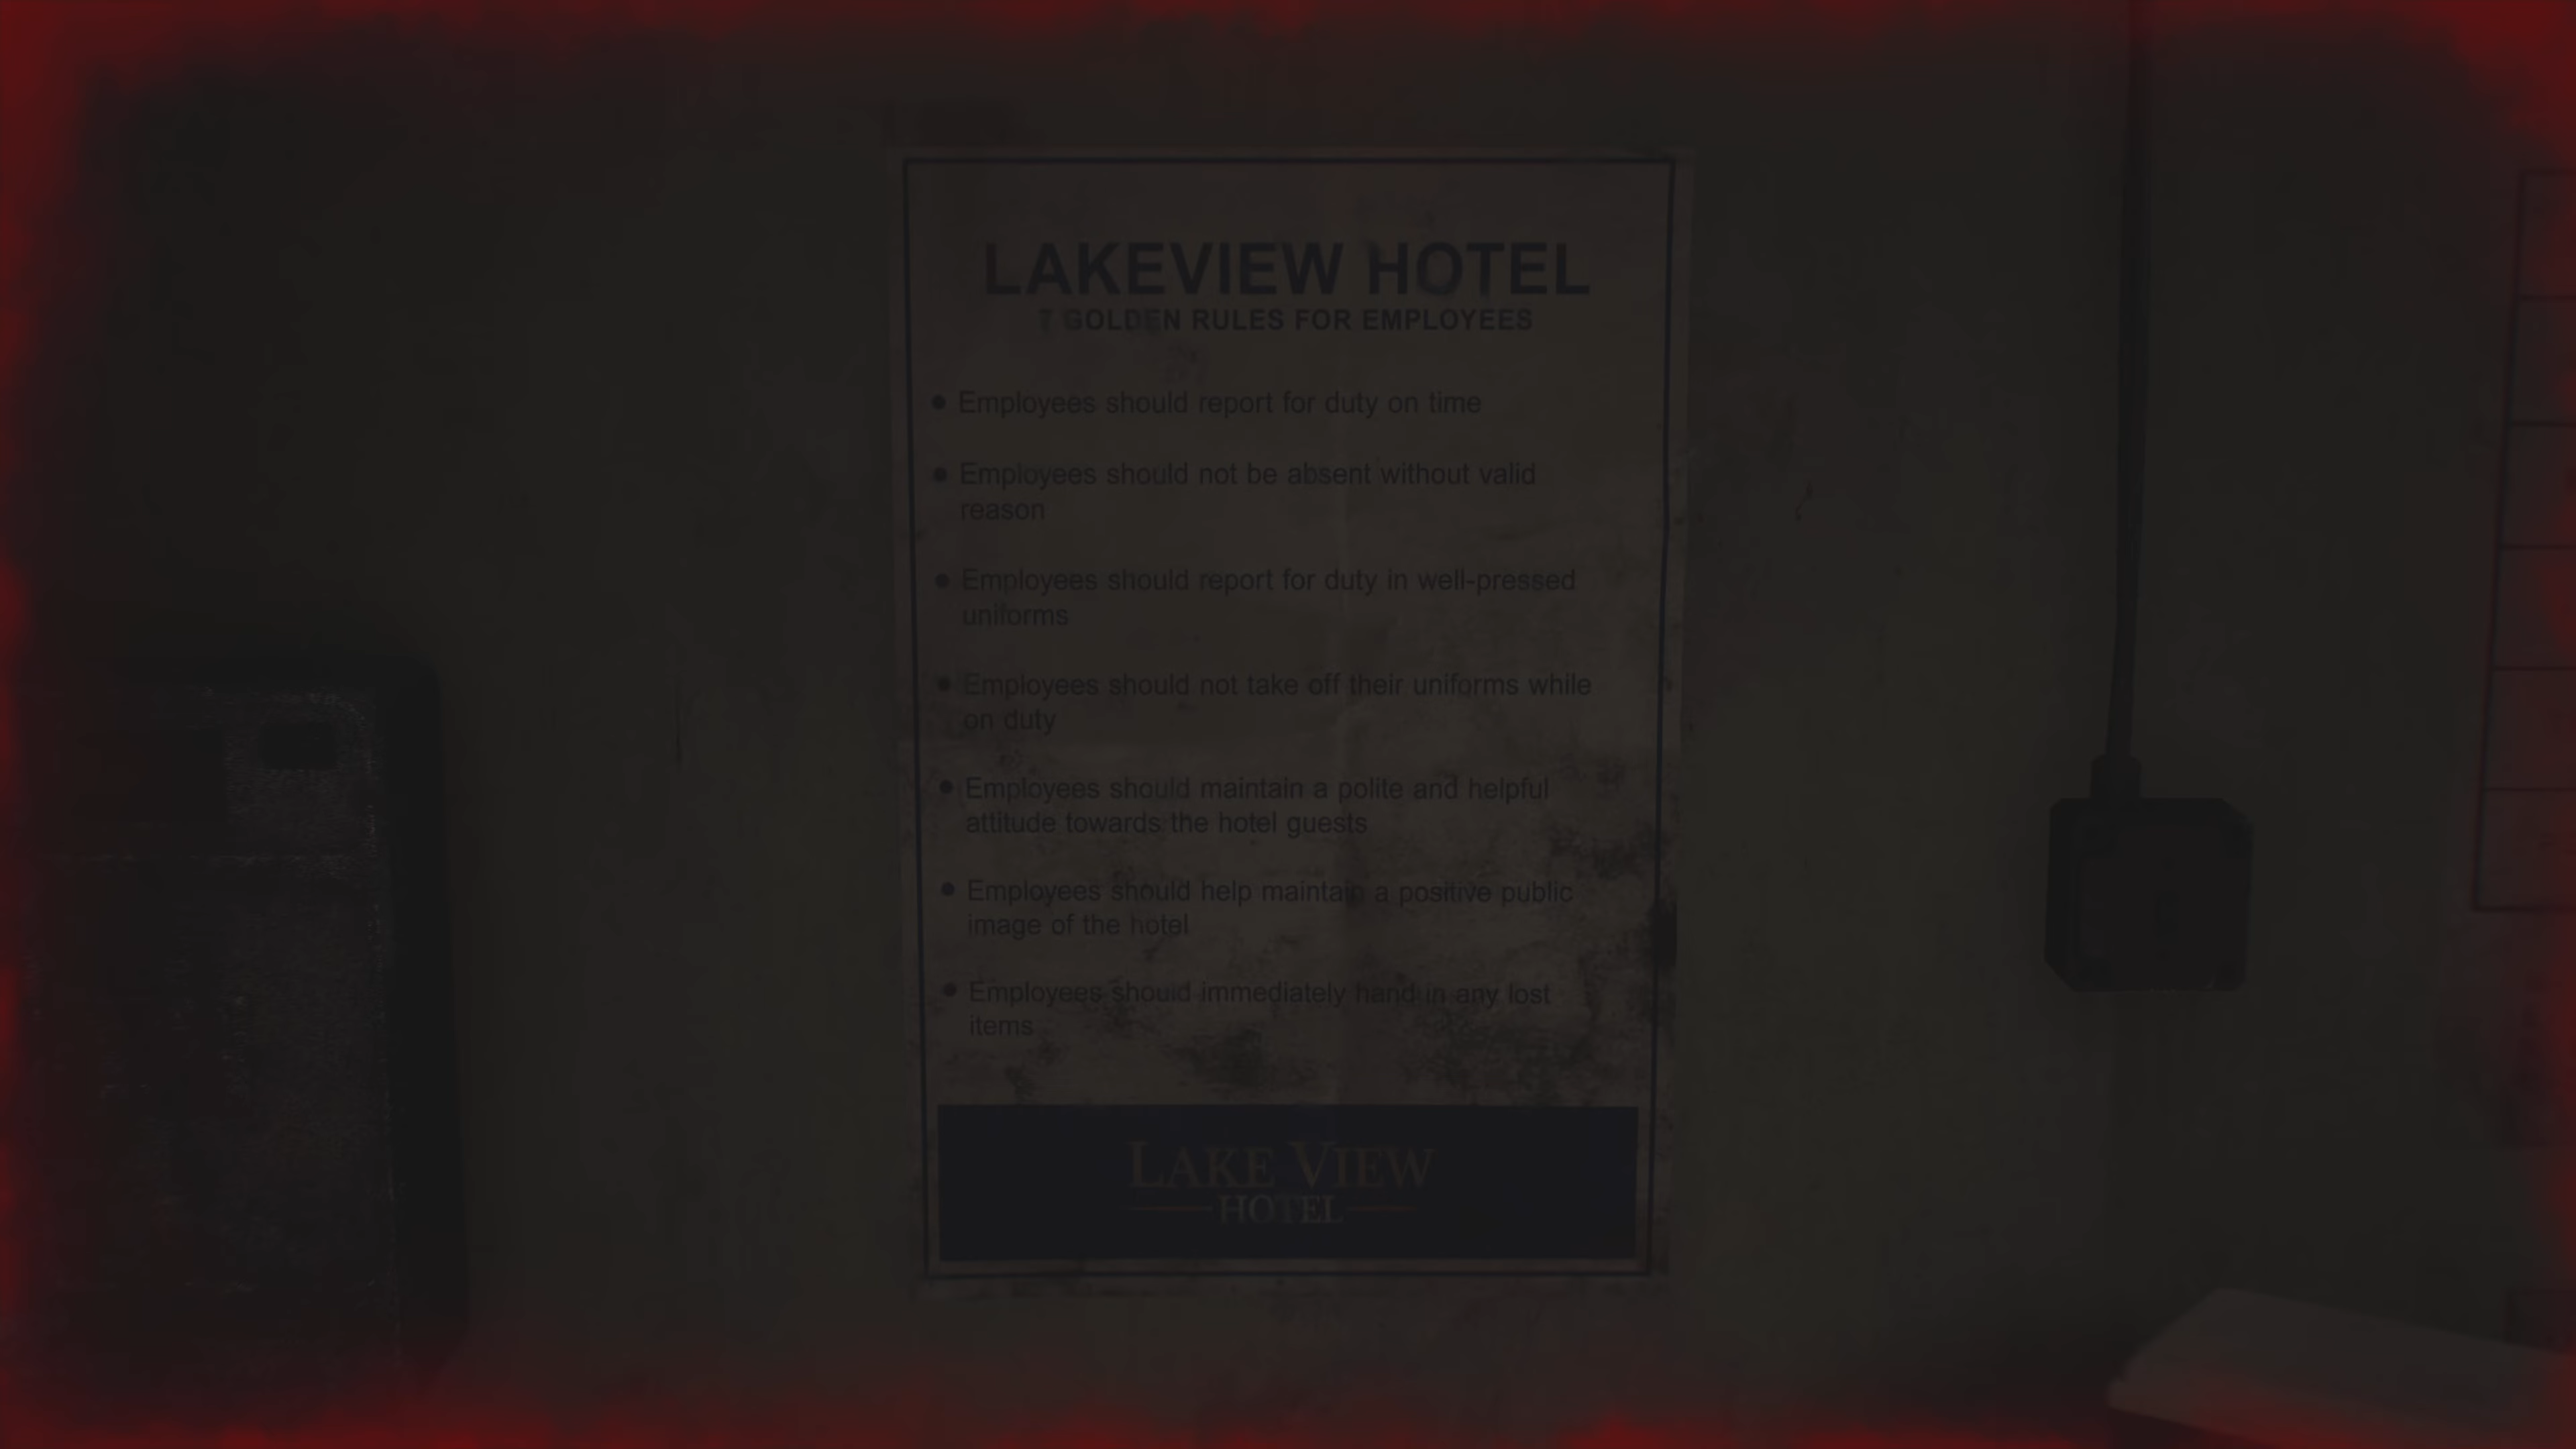 LAKEVIEW HOTEL
7 GOLDEN RULES FOR EMPLOYEES
• Employees should report for duty on time
• Employees should not be absent without valid
reason
• Employees should report for duty in well-pressed
uniforms
• Employees should not take off their uniforms while
on duty
• Employees should maintain a polite and helpful
attitude towards the hotel guests
• Employees should help maintain a positive public
image of the hotel
• Employees should immediately hand in any lost
items
LAKE VIEW
HOTEL